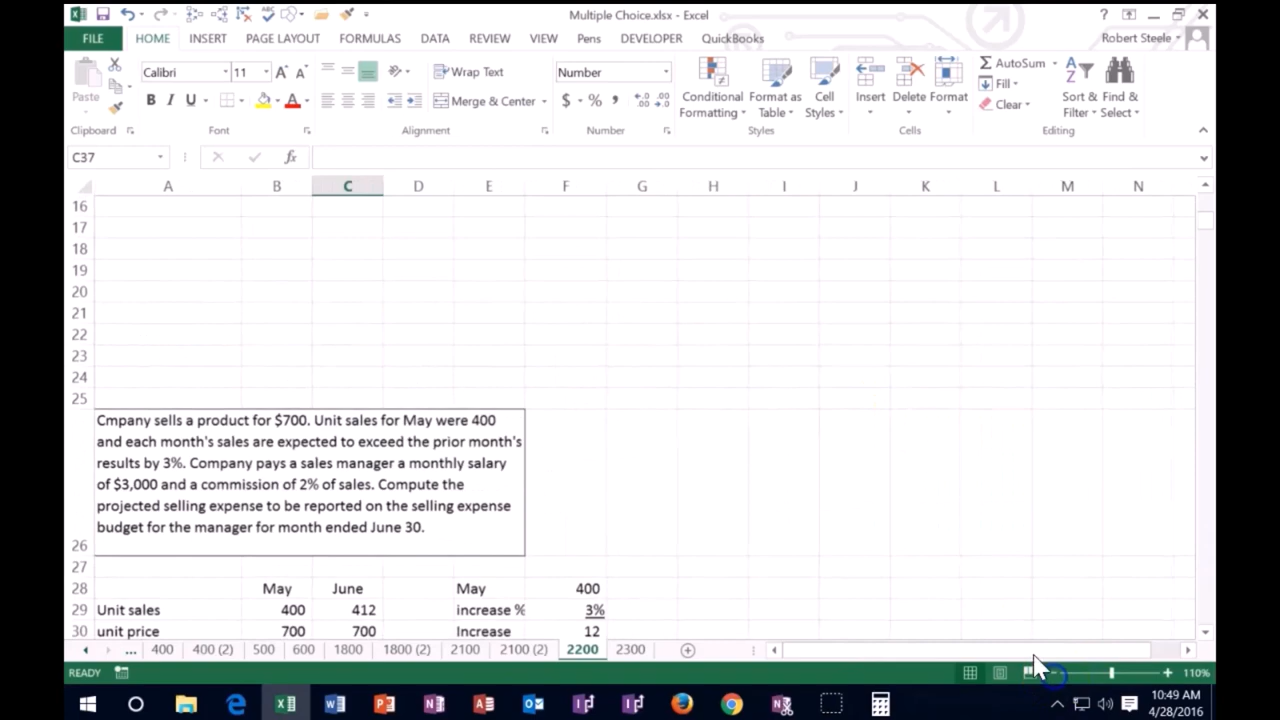 Multiple Choice.xlsx - Excel
FILE HOME INSERT PAGE LAYOUT FORMULAS DATA REVIEW VIEW Pens DEVELOPER QuickBooks Robert Steele
Paste
Calibri 11
B I U
Wrap Text
Merge & Center
Number
$ % ,
Conditional Formatting
Format as Table
Cell Styles
Insert
Delete
Format
AutoSum
Fill
Clear
Sort & Filter
Find & Select
Clipboard Font Alignment Number Styles Cells Editing
C37 fx
A B C D E F G H I J K L M N
16
17
18
19
20
21
22
23
24
25
Cmpany sells a product for $700. Unit sales for May were 400
and each month's sales are expected to exceed the prior month's
results by 3%. Company pays a sales manager a monthly salary
of $3,000 and a commission of 2% of sales. Compute the
projected selling expense to be reported on the selling expense
budget for the manager for month ended June 30.
26
27
28 May June May 400
29 Unit sales 400 412 increase % 3%
30 unit price 700 700 Increase 12
... 400 400 (2) 500 600 1800 1800 (2) 2100 2100 (2) 2200 2300
READY 110%
10:49 AM
4/28/2016